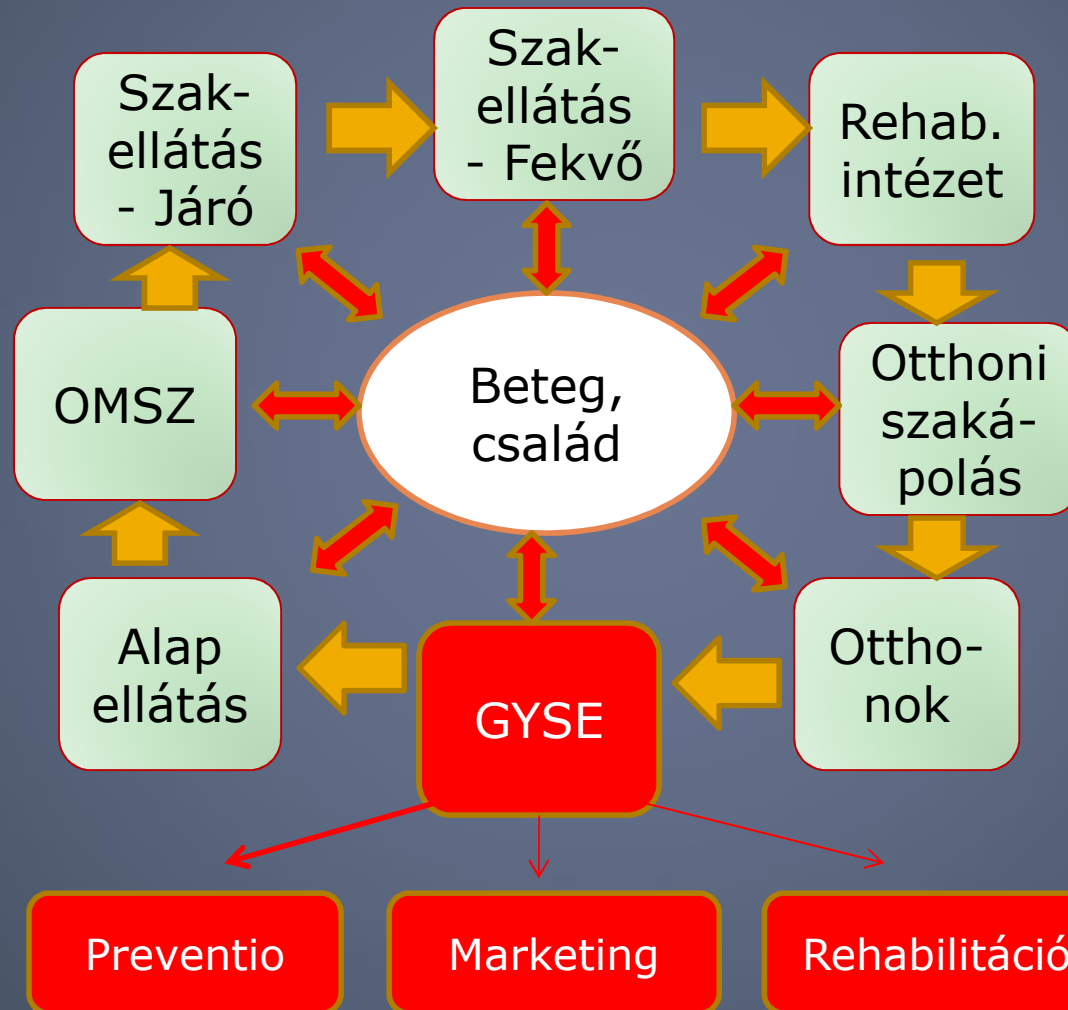 Szak-
ellátás
- Járó
Szak-
ellátás
- Fekvő
Rehab.
intézet
OMSZ
Beteg,
család
Otthoni
szaká-
polás
Alap
ellátás
GYSE
Ottho-
nok
Preventio
Marketing
Rehabilitáció